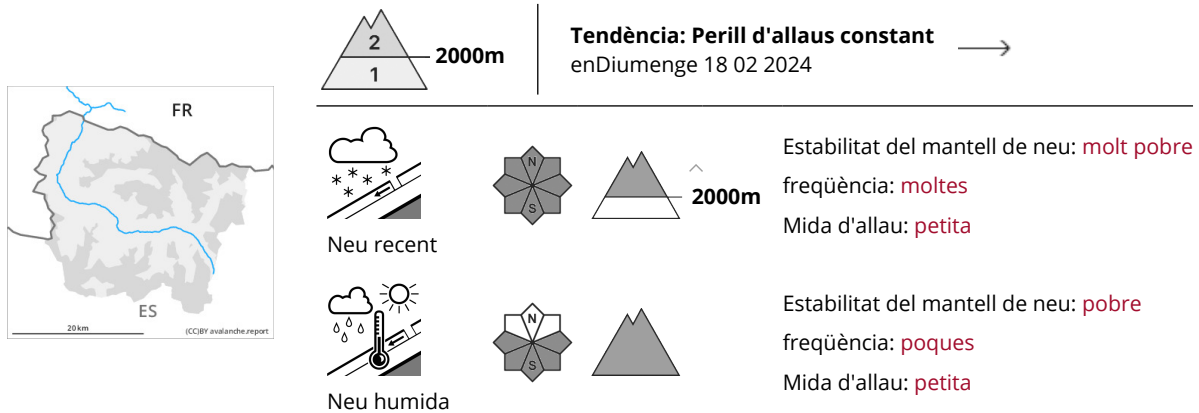 2
1
2000m
Tendència: Perill d'allaus constant
enDiumenge 18 02 2024
FR
ES
20 km
(CC)BY avalanche.report
N
S
2000m
Neu recent
Estabilitat del mantell de neu: molt pobre
freqüència: moltes
Mida d'allau: petita
N
S
Neu humida
Estabilitat del mantell de neu: pobre
freqüència: poques
Mida d'allau: petita